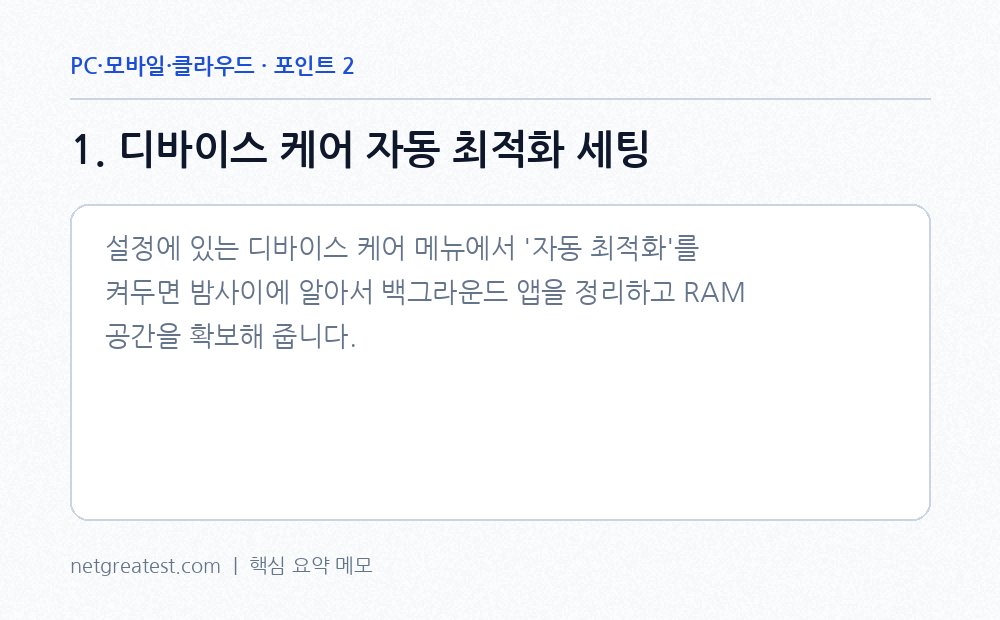 PC·모바일·클라우드 · 포인트 2
1. 디바이스 케어 자동 최적화 세팅
설정에 있는 디바이스 케어 메뉴에서 '자동 최적화'를
켜두면 밤사이에 알아서 백그라운드 앱을 정리하고 RAM
공간을 확보해 줍니다.
netgreatest.com | 핵심 요약 메모